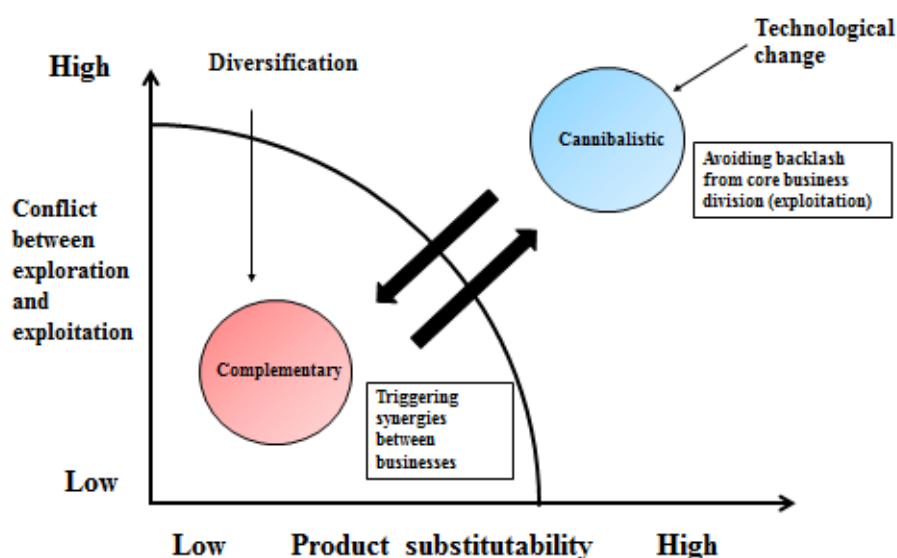 Technological
change
High
Diversification
Cannibalistic
Avoiding backlash
from core business
division (exploitation)
Conflict
between
exploration
and
exploitation
Complementary
Triggering
synergies
between
businesses
Low
Low Product substitutability High